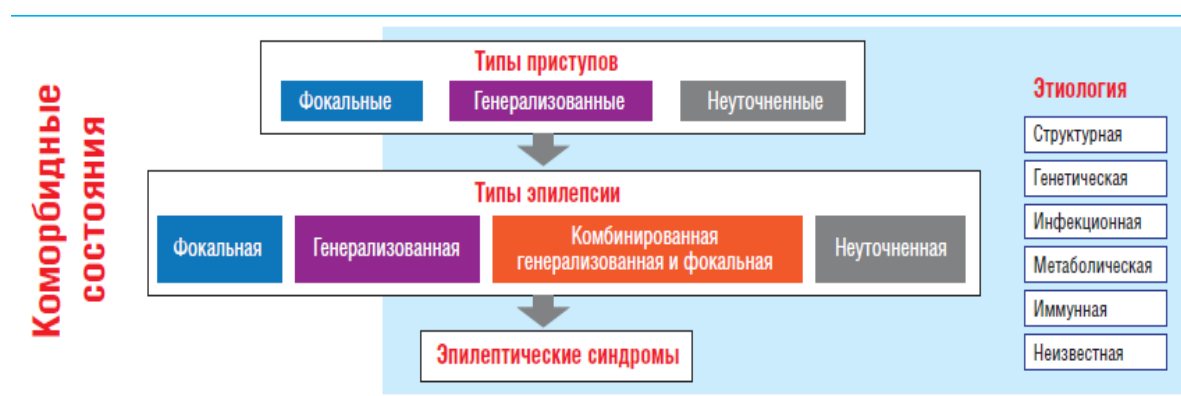 Коморбидные
состояния
Типы приступов
Фокальные
Генерализованные
Неуточненные
Типы эпилепсии
Фокальная
Генерализованная
Комбинированная
генерализованная и фокальная
Неуточненная
Эпилептические синдромы
Этиология
Структурная
Генетическая
Инфекционная
Метаболическая
Иммунная
Неизвестная